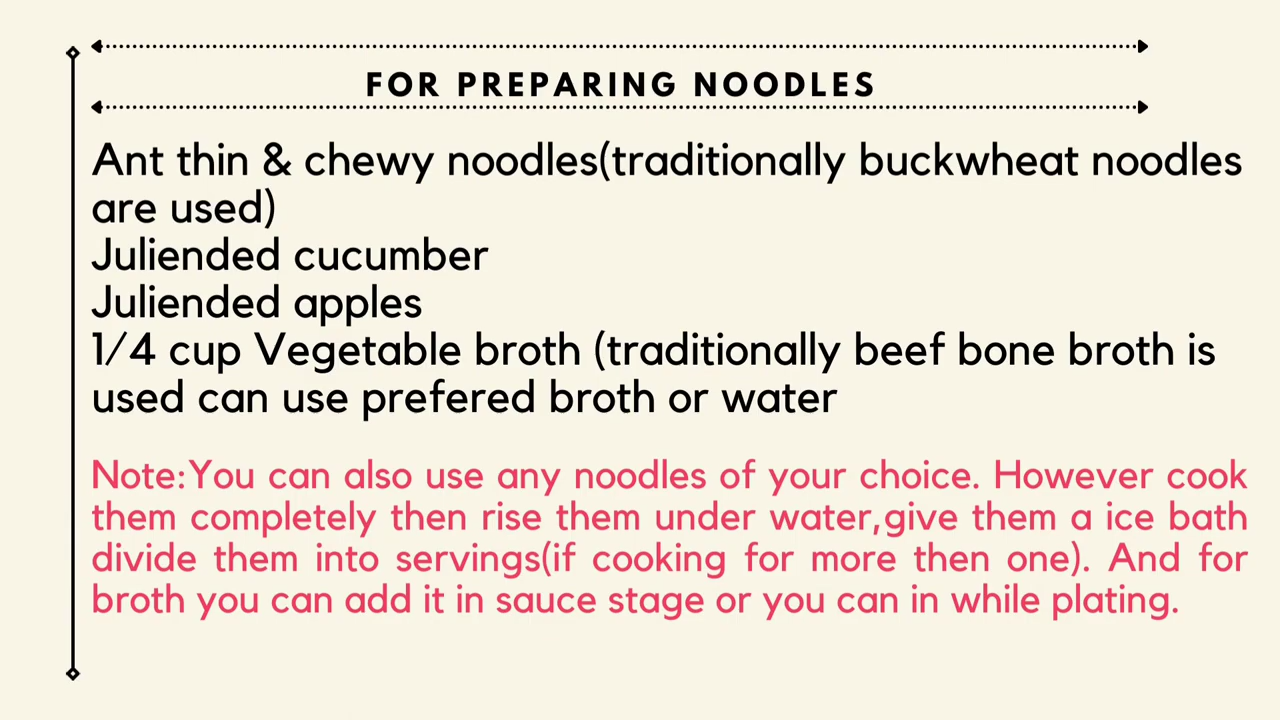 FOR PREPARING NOODLES
Ant thin & chewy noodles(traditionally buckwheat noodles
are used)
Juliended cucumber
Juliended apples
1/4 cup Vegetable broth (traditionally beef bone broth is
used can use prefered broth or water
Note:You can also use any noodles of your choice. However cook
them completely then rise them under water,give them a ice bath
divide them into servings(if cooking for more then one). And for
broth you can add it in sauce stage or you can in while plating.